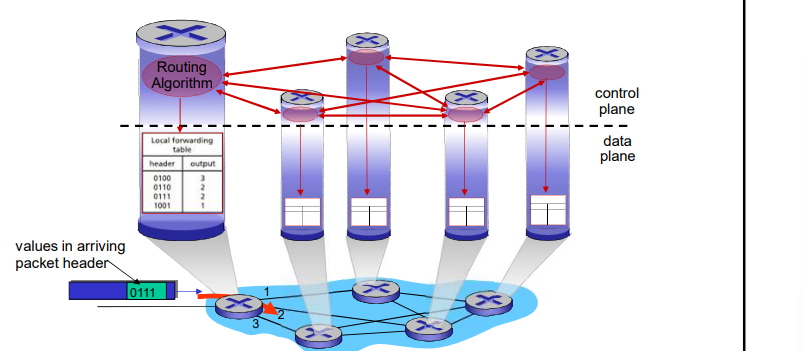 Routing
Algorithm
control
plane
data
plane
Local forwarding
table
header output
0100 3
0110 2
0111 2
1001 1
values in arriving
packet header
0111
1
2
3